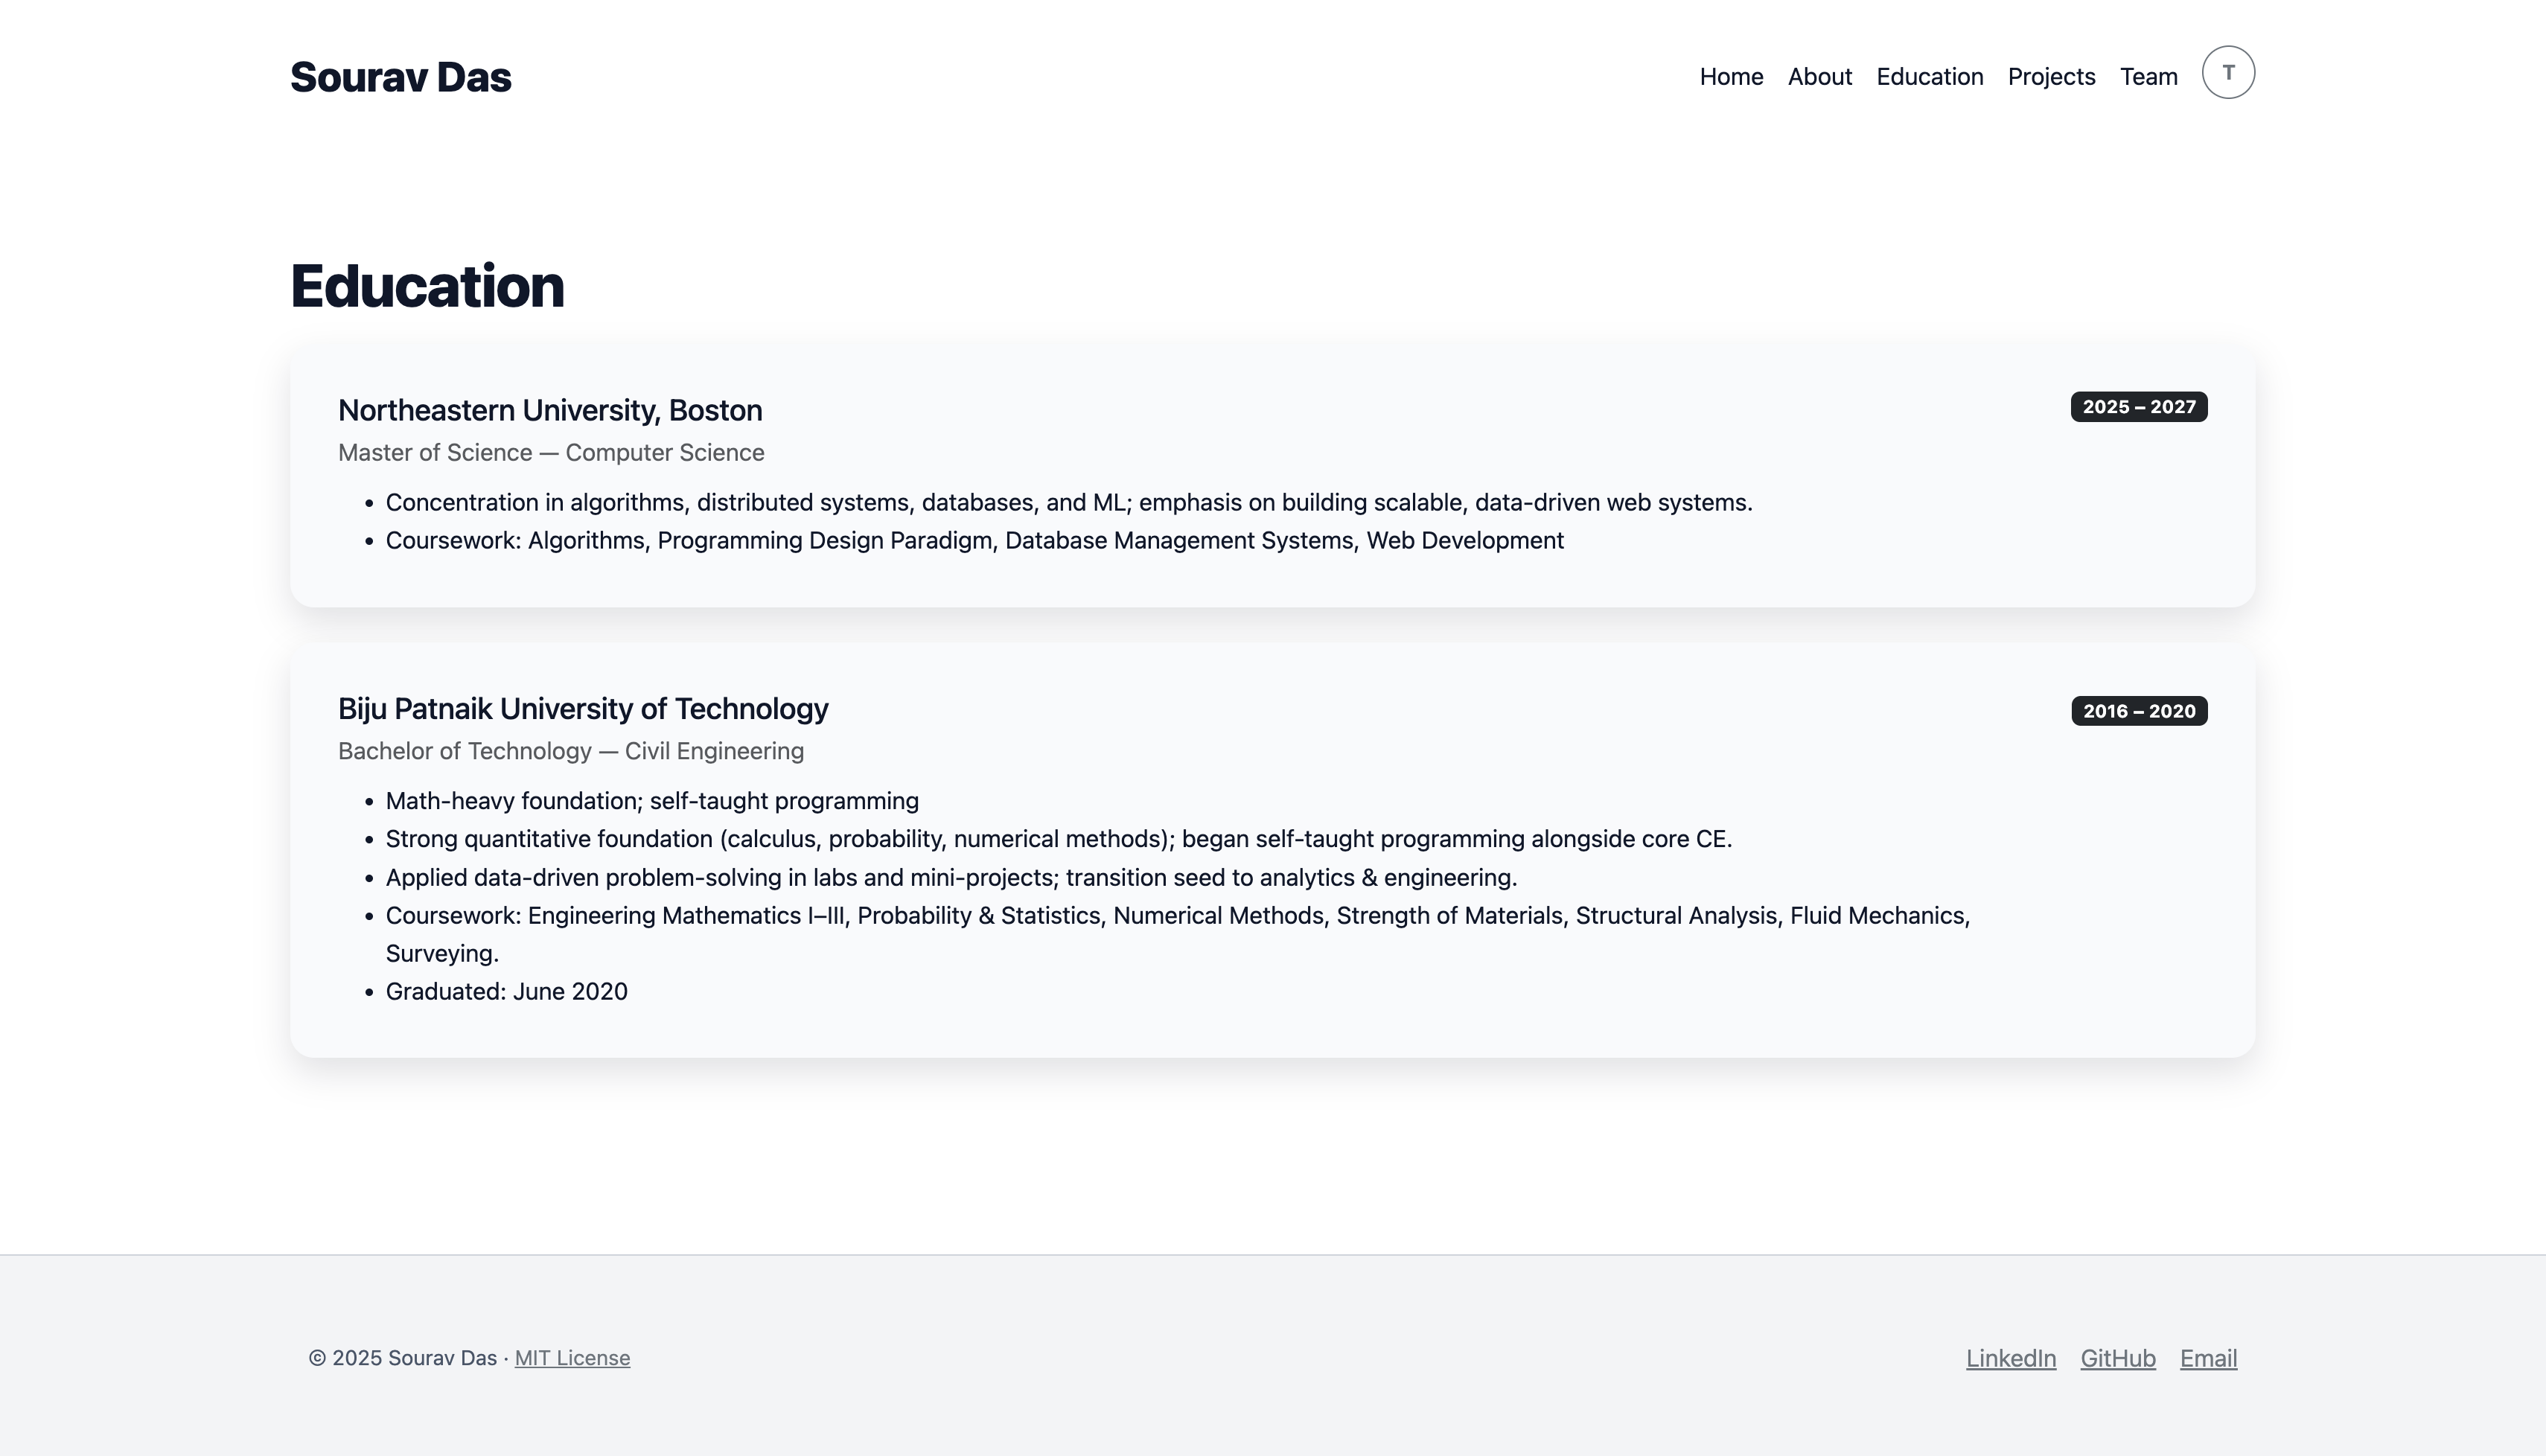 Sourav Das
Home About Education Projects Team T
Education
Northeastern University, Boston
2025 – 2027
Master of Science — Computer Science
• Concentration in algorithms, distributed systems, databases, and ML; emphasis on building scalable, data-driven web systems.
• Coursework: Algorithms, Programming Design Paradigm, Database Management Systems, Web Development
Biju Patnaik University of Technology
2016 – 2020
Bachelor of Technology — Civil Engineering
• Math-heavy foundation; self-taught programming
• Strong quantitative foundation (calculus, probability, numerical methods); began self-taught programming alongside core CE.
• Applied data-driven problem-solving in labs and mini-projects; transition seed to analytics & engineering.
• Coursework: Engineering Mathematics I–III, Probability & Statistics, Numerical Methods, Strength of Materials, Structural Analysis, Fluid Mechanics,
Surveying.
• Graduated: June 2020
© 2025 Sourav Das · MIT License
LinkedIn GitHub Email